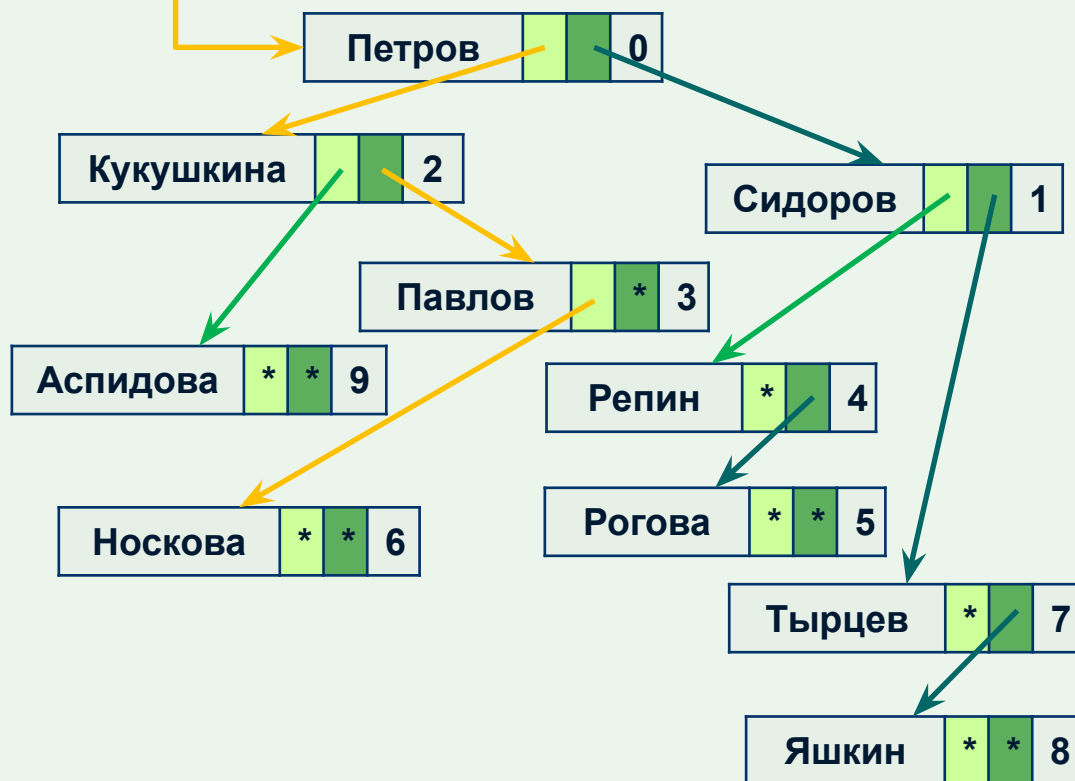 Петров 0
Кукушкина 2
Сидоров 1
Павлов * 3
Аспидова * * 9
Репин * 4
Носкова * * 6
Рогова * * 5
Тырцев * 7
Яшкин * * 8